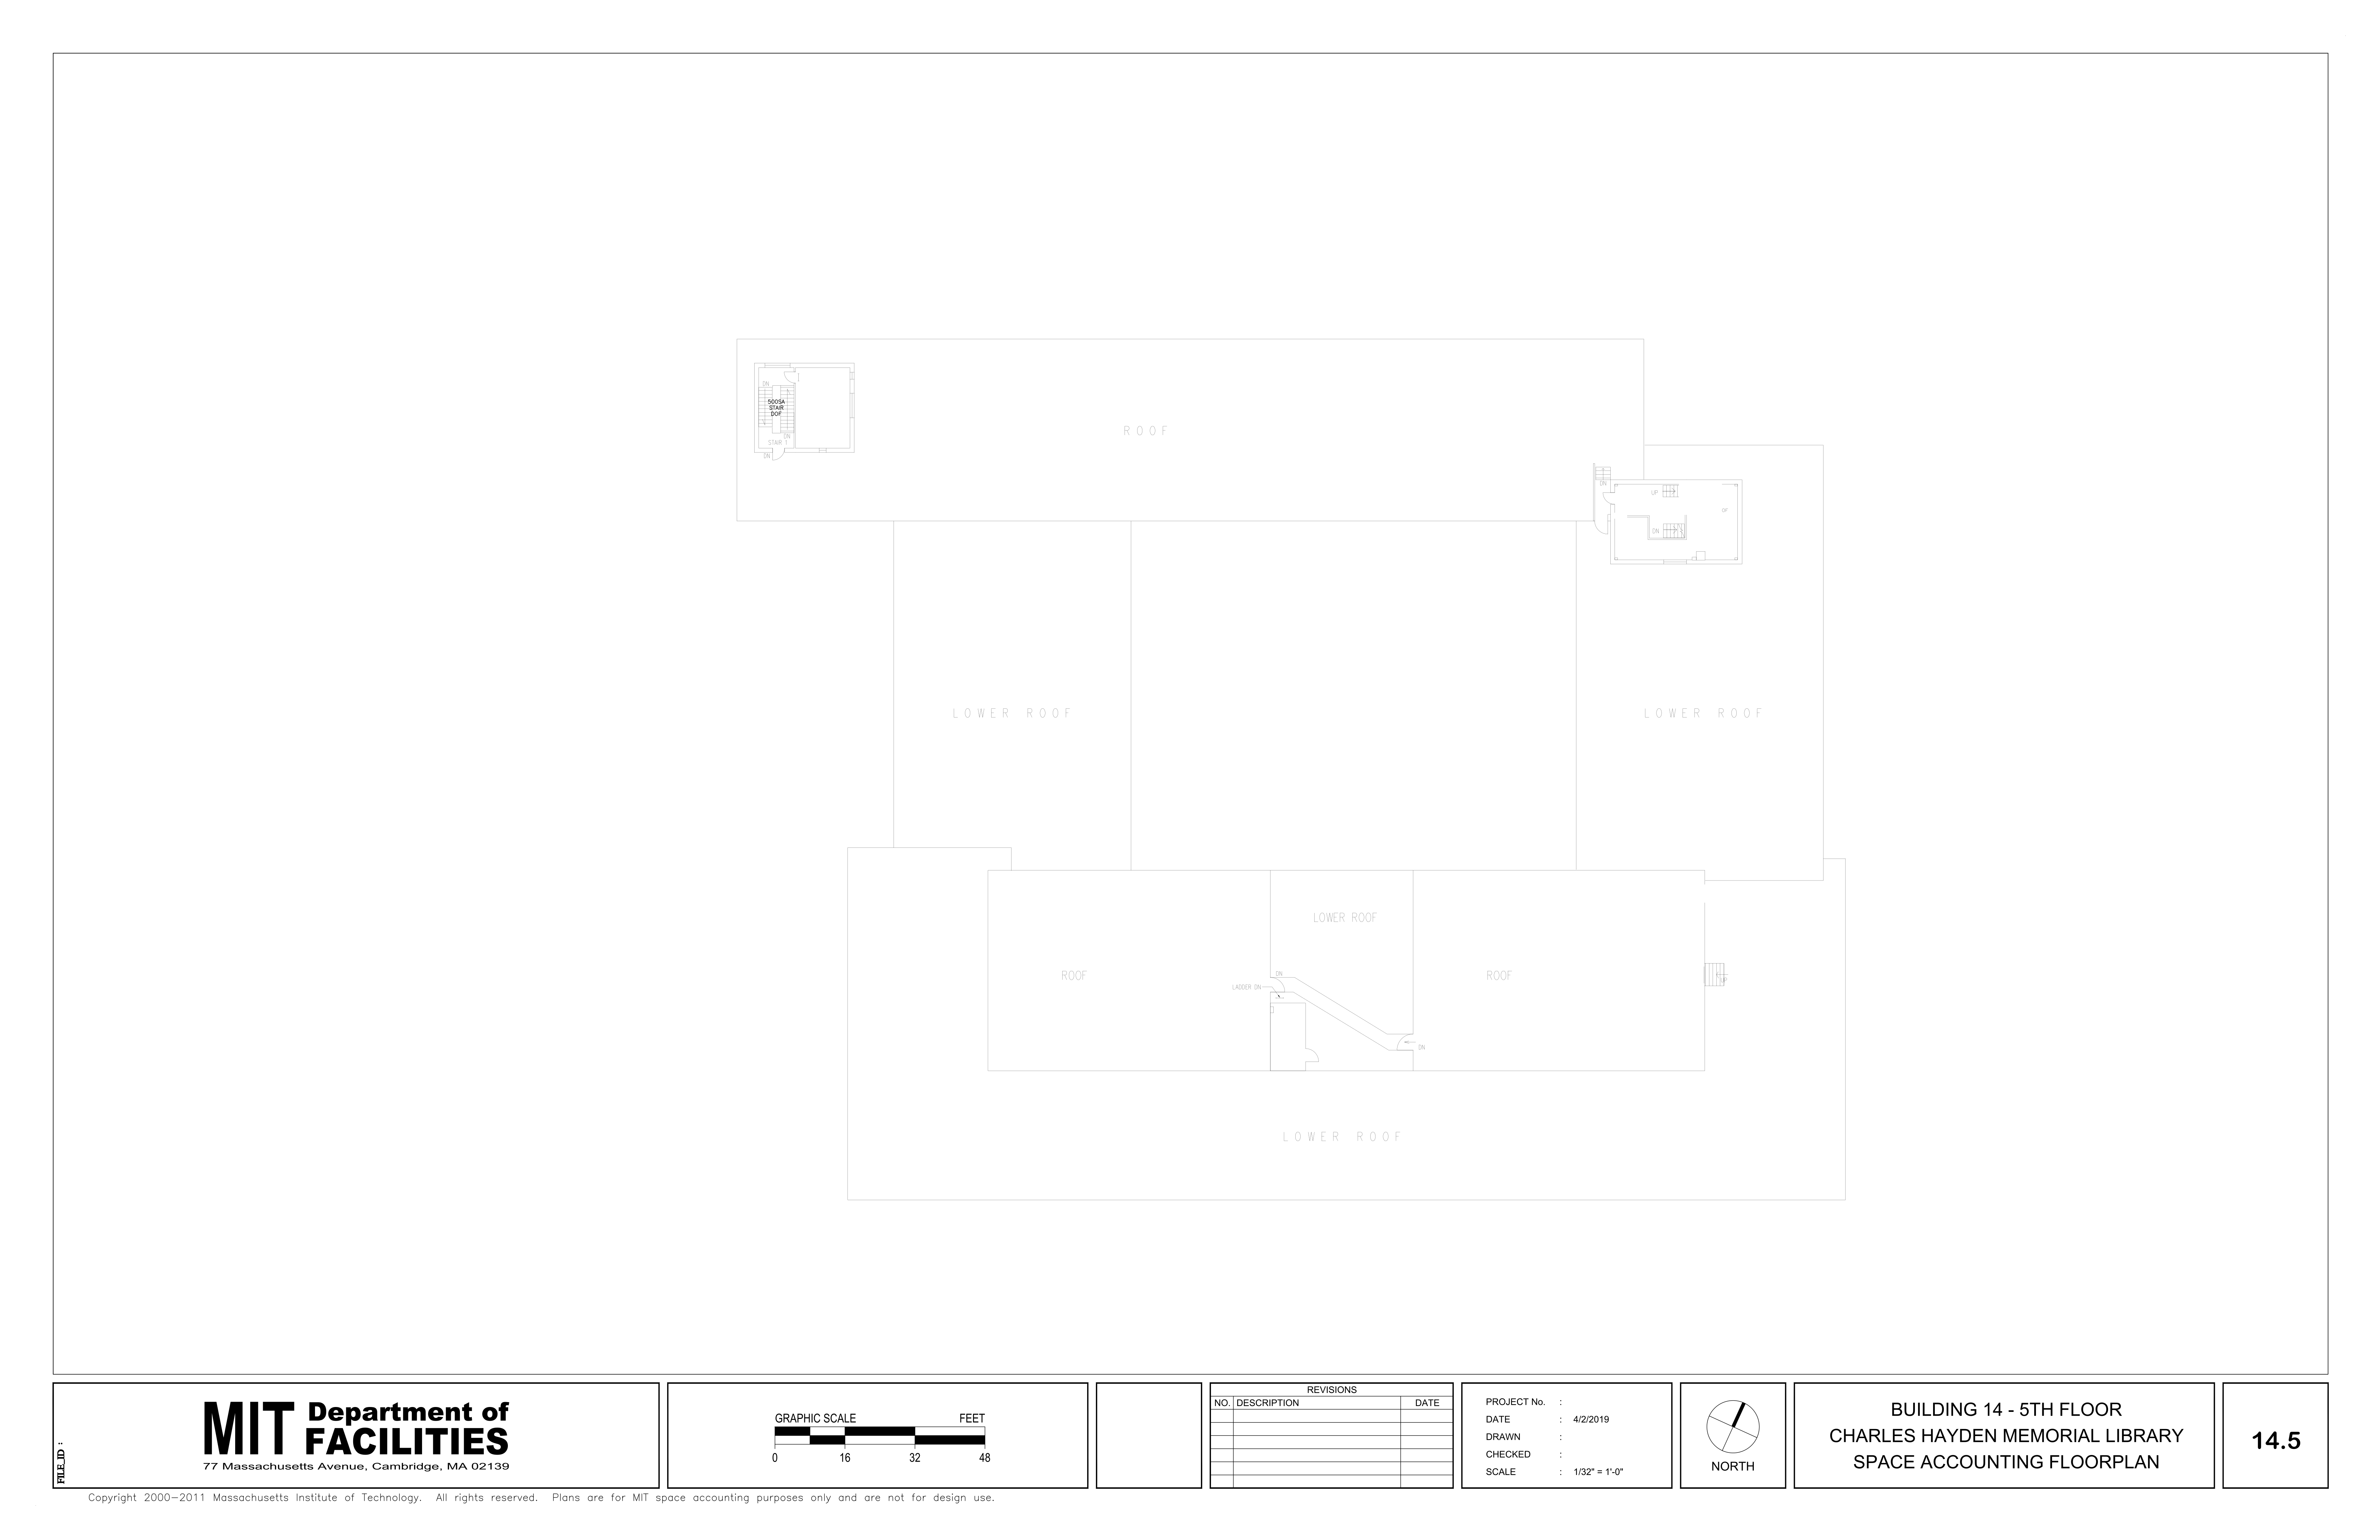 DN
500SA
STAIR
DOF
DN
STAIR 1
DN
ROOF
DN
UP
UP
DN
LOWER ROOF
LOWER ROOF
LOWER ROOF
ROOF
DN
LADDER DN
ROOF
UP
DN
LOWER ROOF
FILE_ID :
MIT Department of
FACILITIES
77 Massachusetts Avenue, Cambridge, MA 02139
GRAPHIC SCALE FEET
0 16 32 48
REVISIONS
NO. DESCRIPTION DATE
PROJECT No. :
DATE : 4/2/2019
DRAWN :
CHECKED :
SCALE : 1/32" = 1'-0"
NORTH
BUILDING 14 - 5TH FLOOR
CHARLES HAYDEN MEMORIAL LIBRARY
SPACE ACCOUNTING FLOORPLAN
14.5
Copyright 2000-2011 Massachusetts Institute of Technology. All rights reserved. Plans are for MIT space accounting purposes only and are not for design use.